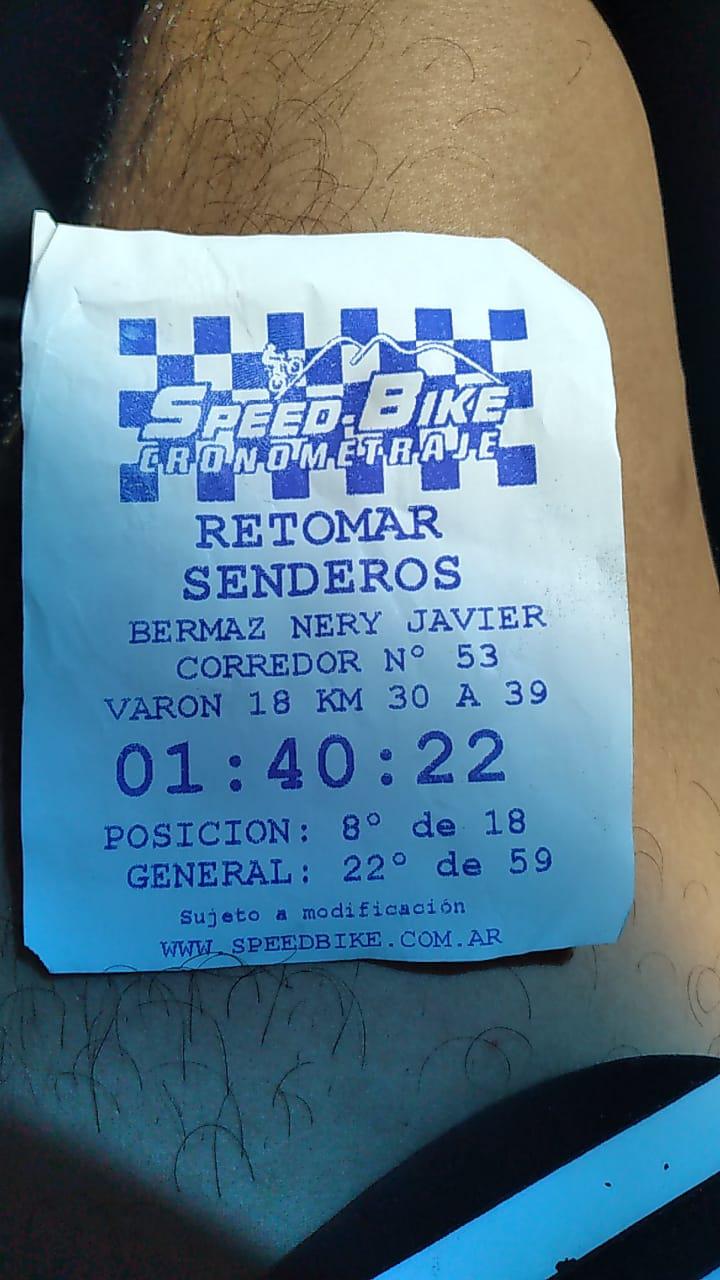 SPEED-BIKE
CRONOMETRAJE
RETOMAR
SENDEROS
BERMAZ NERY JAVIER
CORREDOR N° 53
VARON 18 KM 30 A 39
01:40:22
POSICION: 8° de 18
GENERAL: 22° de 59
Sujeto a modificación
WWW.SPEEDBIKE.COM.AR